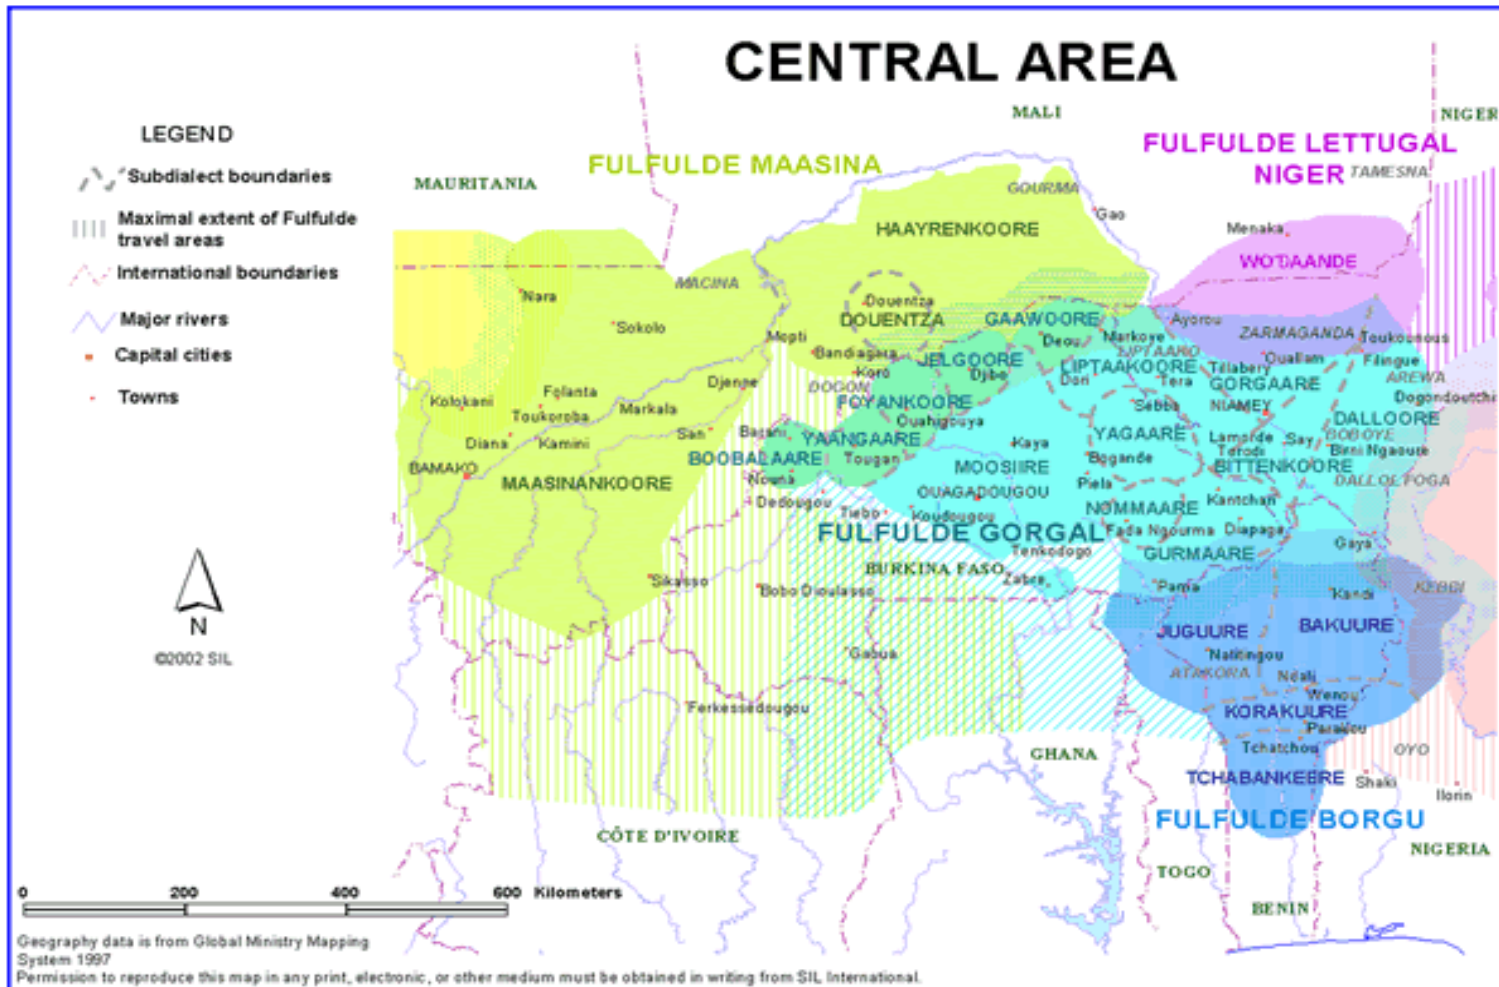 CENTRAL AREA
MALI
NIGER
LEGEND
Subdialect boundaries
Maximal extent of Fulfulde
travel areas
International boundaries
Major rivers
Capital cities
Towns
FULFULDE MAASINA
FULFULDE LETTUGAL
NIGER
TAMESNA
MAURITANIA
GOURMA
Gao
HAAYRENKOORE
Menaka
WODAANDE
MACINA
Nara
Sokolo
Douentza
DOUENTZA
Mopti
GAAWOORE
Deou
Markoye
Ayorou
ZARMAGANDA
Toukounous
Bandiagara
JELGOORE
LIPTAAKO
Ouallam
Filingue
Koro
Djibo
LIPTAAKOORE
Tillabery
AREWA
DOGON
Dori
Tera
GORGAARE
Dogondoutchi
Djenne
FOYANKOORE
Sebba
NIAMEY
DALLOORE
Folanta
Kolokani
Toukoroba
Markala
Ouahigouya
YAGAARE
Lamorde
Say
BOBOYE
Diana
Kamini
San
Barani
YAANGAARE
Kaya
Torodi
Birni Ngaoure
BAMAKO
BOOBALAARE
Tougan
MOOSIIRE
Bogande
BITTENKOORE
MAASINANKOORE
Nouna
OUAGADOUGOU
Piela
DALLOL FOGA
Dedougou
Tiebo
Koudougou
NOMMAARE
Kantchari
FULFULDE GORGAL
Fada Ngourma
Diapaga
Tenkodogo
GURMAARE
Gaya
BURKINA FASO
Zabre
Sikasso
Bobo Dioulasso
Pama
Kandi
KEBBI
JUGUURE
BAKUURE
N
Gaoua
Natitingou
©2002 SIL
ATAKORA
Ndali
Wenou
Ferkessedougou
KORAKUURE
Parakou
Tchatchou
OYO
GHANA
TCHABANKEERE
Shaki
Ilorin
FULFULDE BORGU
CÔTE D'IVOIRE
NIGERIA
TOGO
BENIN
0 200 400 600 Kilometers
Geography data is from Global Ministry Mapping
System 1997
Permission to reproduce this map in any print, electronic, or other medium must be obtained in writing from SIL International.